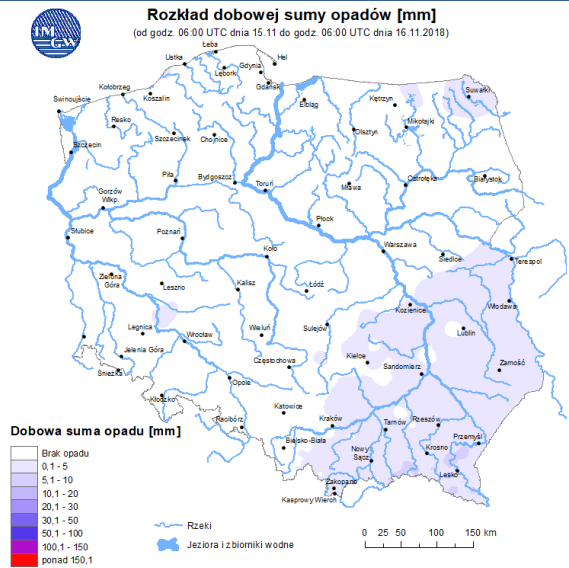 IM
GW
Rozkład dobowej sumy opadów [mm]
(od godz. 06:00 UTC dnia 15.11 do godz. 06:00 UTC dnia 16.11.2018)
Łeba
Ustka
Hel
Gdynia
Lębork
Gdańsk
Kołobrzeg
Koszalin
Świnoujście
Elbląg
Kętrzyn
Suwałki
Resko
Szczecinek
Chojnice
Olsztyn
Mikołajki
Szczecin
Piła
Bydgoszcz
Toruń
Mława
Ostrołęka
Białystok
Gorzów
Wlkp.
Płock
Słubice
Poznań
Koło
Warszawa
Siedlce
Terespol
Zielona
Góra
Leszno
Kalisz
Łódź
Kozienice
Włodawa
Legnica
Wrocław
Wieluń
Sulejów
Lublin
Jelenia Góra
Kielce
Śnieżka
Częstochowa
Sandomierz
Zamość
Opole
Kłodzko
Katowice
Racibórz
Kraków
Tarnów
Rzeszów
Bielsko-Biała
Przemyśl
Nowy
Sącz
Krosno
Lesko
Zakopane
Kasprowy Wierch
Dobowa suma opadu [mm]
Brak opadu
0,1 - 5
5,1 - 10
10,1 - 20
20,1 - 30
30,1 - 50
50,1 - 100
100,1 - 150
ponad 150,1
Rzeki
Jeziora i zbiorniki wodne
0 25 50 100 150 km